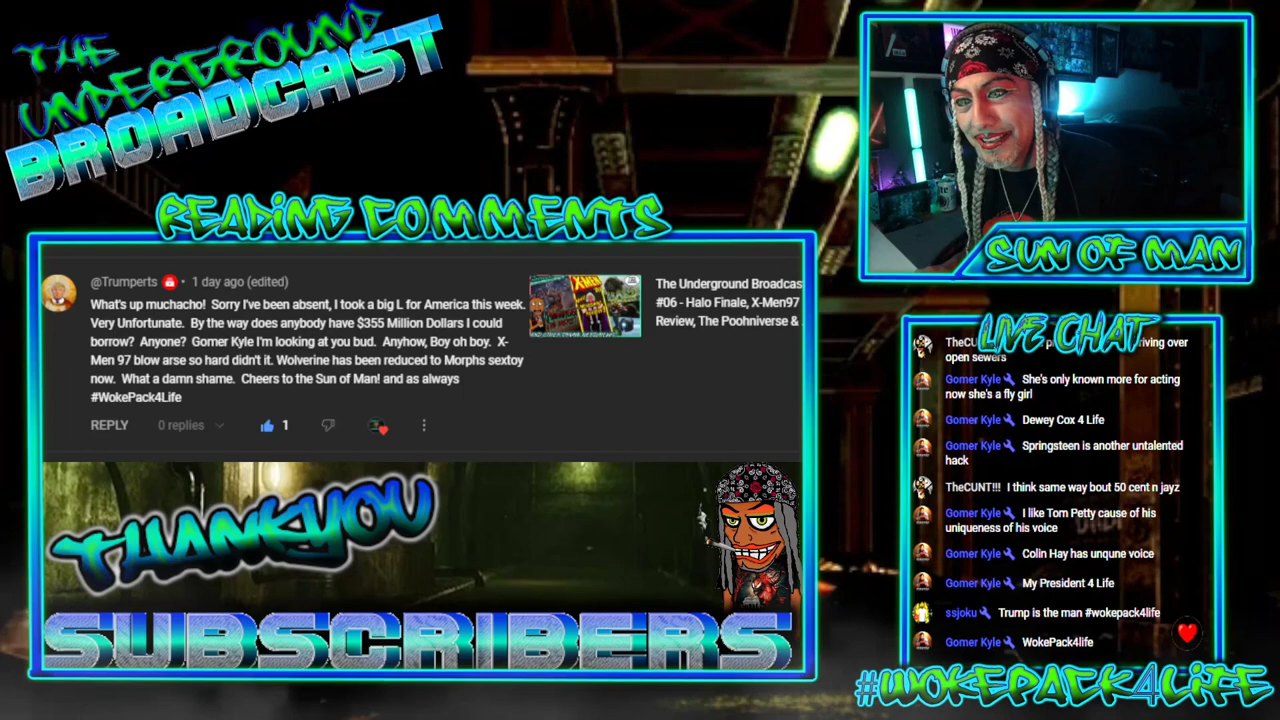 THE
UNDERGROUND
BROADCAST
READING COMMENTS
@Trumperts • 1 day ago (edited)
What's up muchacho! Sorry I've been absent, I took a big L for America this week.
Very Unfortunate. By the way does anybody have $355 Million Dollars I could
borrow? Anyone? Gomer Kyle I'm looking at you bud. Anyhow, Boy oh boy. X-
Men 97 blow arse so hard didn't it. Wolverine has been reduced to Morphs sextoy
now. What a damn shame. Cheers to the Sun of Man! and as always
#WokePack4Life
REPLY 0 replies 1
The Underground Broadcas
#06 - Halo Finale, X-Men97
Review, The Poohniverse &
THANKYOU
SUBSCRIBERS
SUN OF MAN
LIVE CHAT
riving over
open sewers
Gomer Kyle She's only known more for acting
now she's a fly girl
Gomer Kyle Dewey Cox 4 Life
Gomer Kyle Springsteen is another untalented
hack
TheCUNT!!! I think same way bout 50 cent n jayz
Gomer Kyle I like Tom Petty cause of his
uniqueness of his voice
Gomer Kyle Colin Hay has unqune voice
Gomer Kyle My President 4 Life
ssjoku Trump is the man #wokepack4life
Gomer Kyle WokePack4life
#WOKEPACK4LIFE